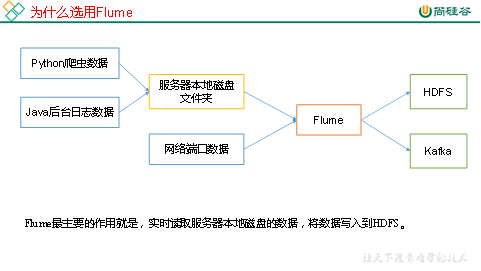 为什么选用Flume
尚硅谷
Python爬虫数据
Java后台日志数据
服务器本地磁盘
文件夹
网络端口数据
Flume
HDFS
Kafka
Flume最主要的作用就是，实时读取服务器本地磁盘的数据，将数据写入到HDFS。
让天下没有难学的技术